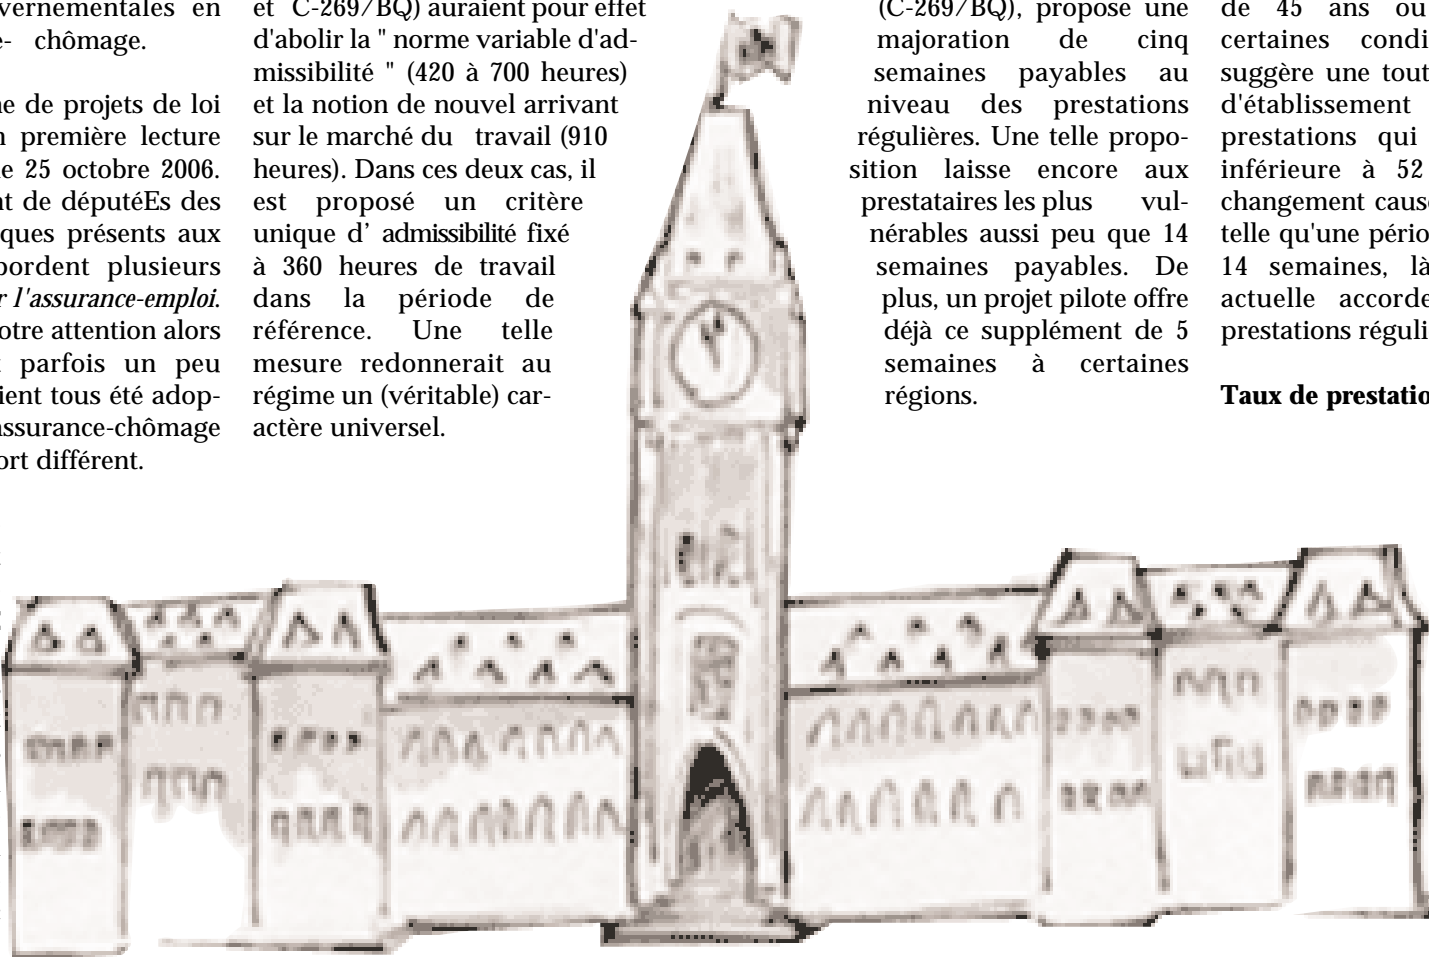 vernementales en
chômage.
de projets de loi
première lecture
25 octobre 2006.
de députéEs des
présents aux
plusieurs
l'assurance-emploi.
otre attention alors
parfois un peu
tous été adop-
assurance-chômage
ort différent.
et C-269/BQ) auraient pour effet
d'abolir la " norme variable d'ad-
missibilité " (420 à 700 heures)
et la notion de nouvel arrivant
sur le marché du travail (910
heures). Dans ces deux cas, il
est proposé un critère
unique d' admissibilité fixé
à 360 heures de travail
dans la période de
référence. Une telle
mesure redonnerait au
régime un (véritable) car-
actère universel.
(C-269/BQ), propose une
majoration de cinq
semaines payables au
niveau des prestations
régulières. Une telle propo-
sition laisse encore aux
prestataires les plus vul-
nérables aussi peu que 14
semaines payables. De
plus, un projet pilote offre
déjà ce supplément de 5
semaines à certaines
régions.
de 45 ans ou
certaines condi
suggère une tout
d'établissement
prestations qui
inférieure à 52
changement caus
telle qu'une pério
14 semaines, là
actuelle accord
prestations réguli
Taux de prestatio